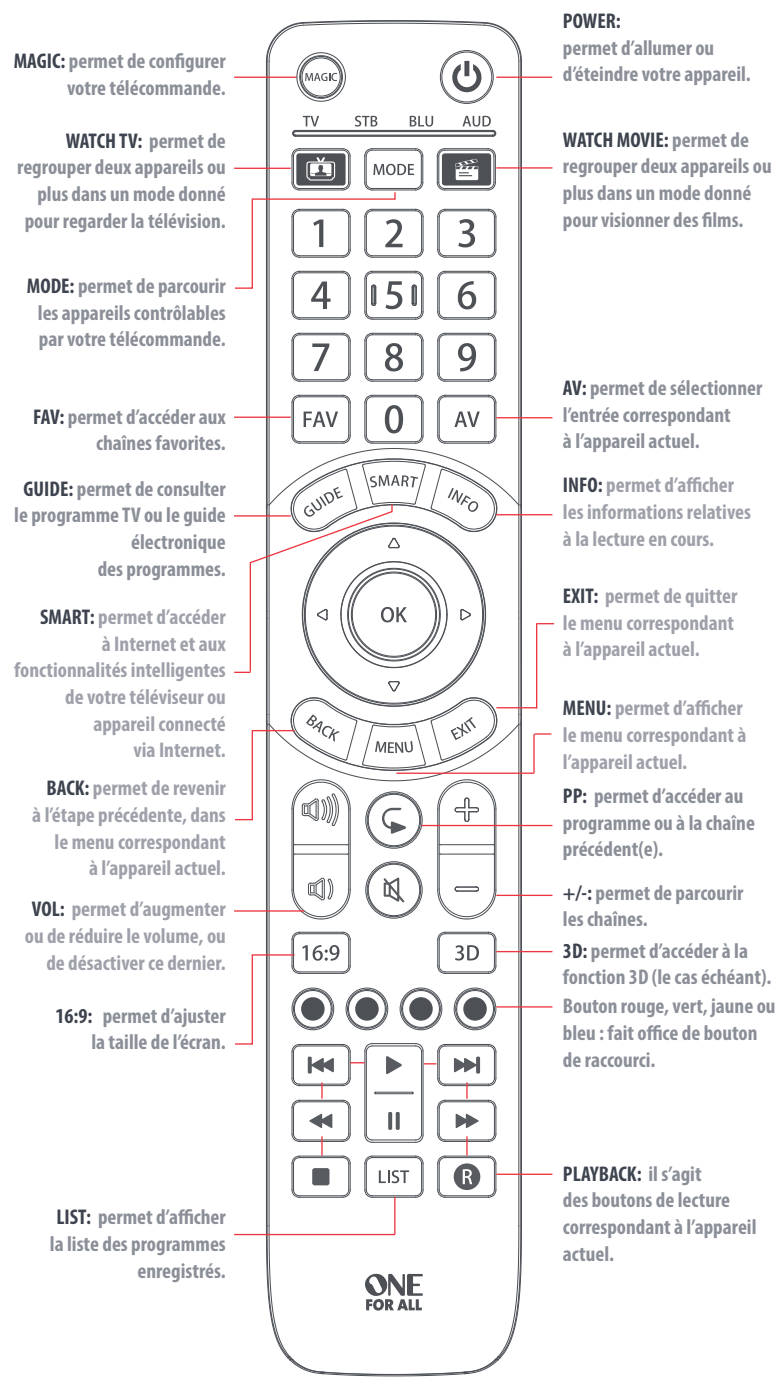 MAGIC: permet de configurer
votre télécommande.
WATCH TV: permet de
regrouper deux appareils ou
plus dans un mode donné
pour regarder la télévision.
MODE: permet de parcourir
les appareils contrôlables
par votre télécommande.
FAV: permet d'accéder aux
chaînes favorites.
GUIDE: permet de consulter
le programme TV ou le guide
électronique
des programmes.
SMART: permet d'accéder
à Internet et aux
fonctionnalités intelligentes
de votre téléviseur ou
appareil connecté
via Internet.
BACK: permet de revenir
à l'étape précédente, dans
le menu correspondant
à l'appareil actuel.
VOL: permet d'augmenter
ou de réduire le volume, ou
de désactiver ce dernier.
16:9: permet d'ajuster
la taille de l'écran.
LIST: permet d'afficher
la liste des programmes
enregistrés.
MAGIC
TV STB BLU AUD
MODE
1 2 3
4 5 6
7 8 9
FAV 0 AV
GUIDE SMART INFO
OK
BACK MENU EXIT
16:9 3D
LIST R
ONE
FOR ALL
POWER:
permet d'allumer ou
d'éteindre votre appareil.
WATCH MOVIE: permet de
regrouper deux appareils ou
plus dans un mode donné
pour visionner des films.
AV: permet de sélectionner
l'entrée correspondant
à l'appareil actuel.
INFO: permet d'afficher
les informations relatives
à la lecture en cours.
EXIT: permet de quitter
le menu correspondant
à l'appareil actuel.
MENU: permet d'afficher
le menu correspondant à
l'appareil actuel.
PP: permet d'accéder au
programme ou à la chaîne
précédent(e).
+/-: permet de parcourir
les chaînes.
3D: permet d'accéder à la
fonction 3D (le cas échéant).
Bouton rouge, vert, jaune ou
bleu : fait office de bouton
de raccourci.
PLAYBACK: il s'agit
des boutons de lecture
correspondant à l'appareil
actuel.